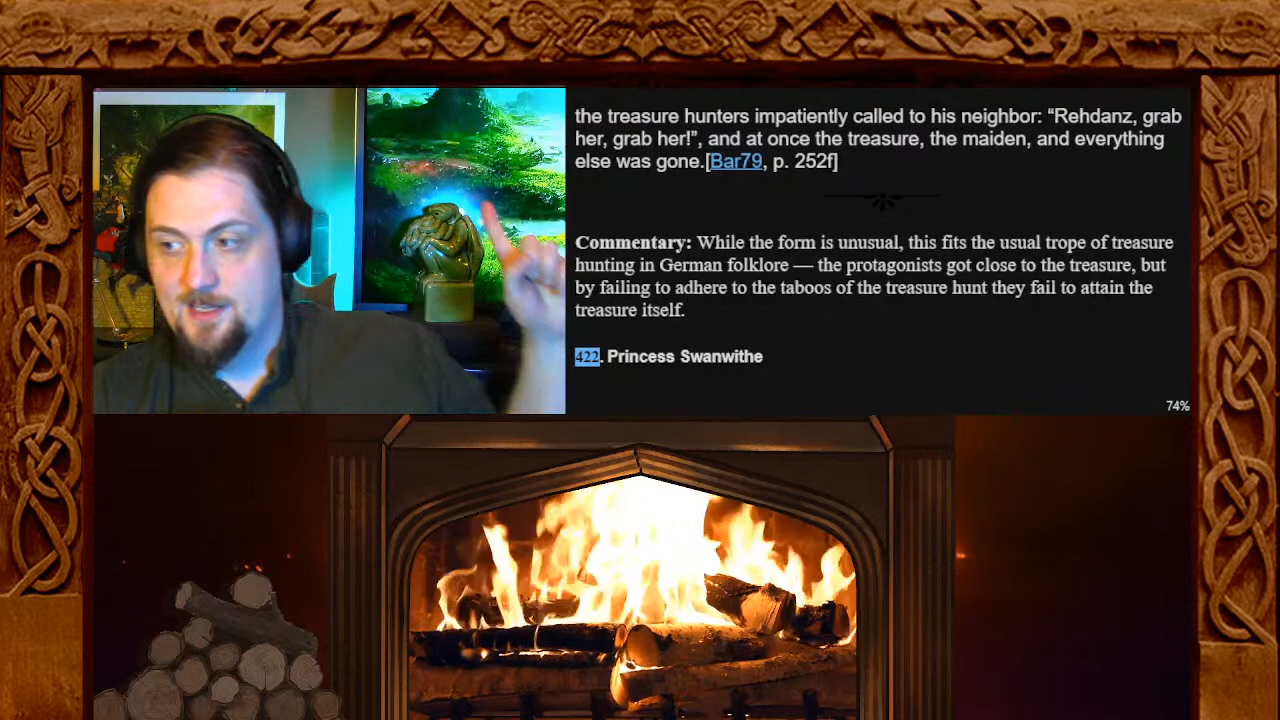 the treasure hunters impatiently called to his neighbor: “Rehdanz, grab
her, grab her!”, and at once the treasure, the maiden, and everything
else was gone.[Bar79, p. 252f]
Commentary: While the form is unusual, this fits the usual trope of treasure
hunting in German folklore — the protagonists got close to the treasure, but
by failing to adhere to the taboos of the treasure hunt they fail to attain the
treasure itself.
422. Princess Swanwithe
74%